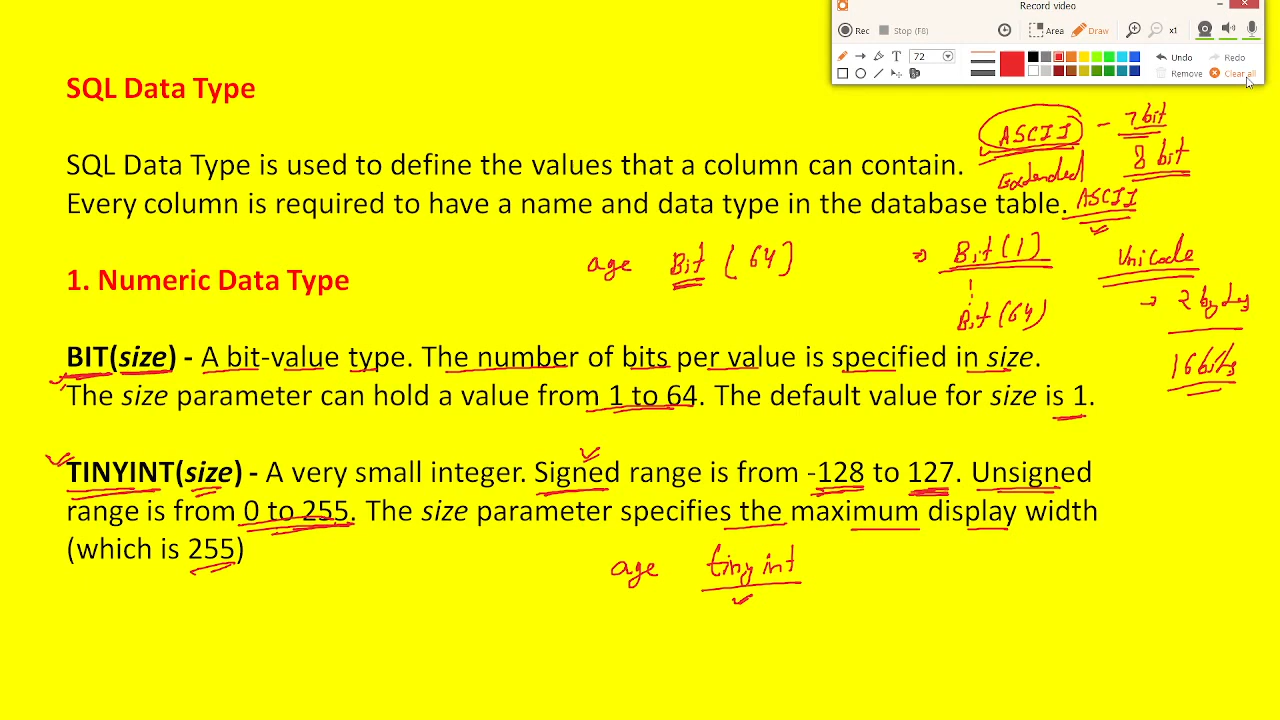 Record video
Rec
Stop (F8)
Area
Draw
x1
T
72
Undo
Redo
Remove
Clear all
SQL Data Type
ASCII - 7 bit
Extended 8 bit
SQL Data Type is used to define the values that a column can contain.
Every column is required to have a name and data type in the database table.
ASCII
age Bit (64)
⇒ Bit(1)
Bit(64)
Unicode
→ 2 bytes
16 bits
1. Numeric Data Type
BIT(size) - A bit-value type. The number of bits per value is specified in size.
The size parameter can hold a value from 1 to 64. The default value for size is 1.
TINYINT(size) - A very small integer. Signed range is from -128 to 127. Unsigned
range is from 0 to 255. The size parameter specifies the maximum display width
(which is 255)
age tiny int